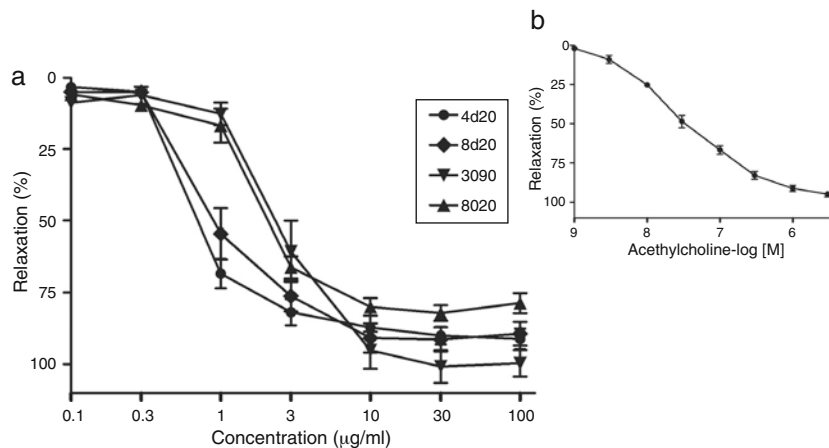 a
Relaxation (%)
0
25
50
75
100
0.1
0.3
1
3
10
30
100
Concentration (μg/ml)
4d20
8d20
3090
8020
b
Relaxation (%)
0
25
50
75
100
9
8
7
6
Acethylcholine-log [M]